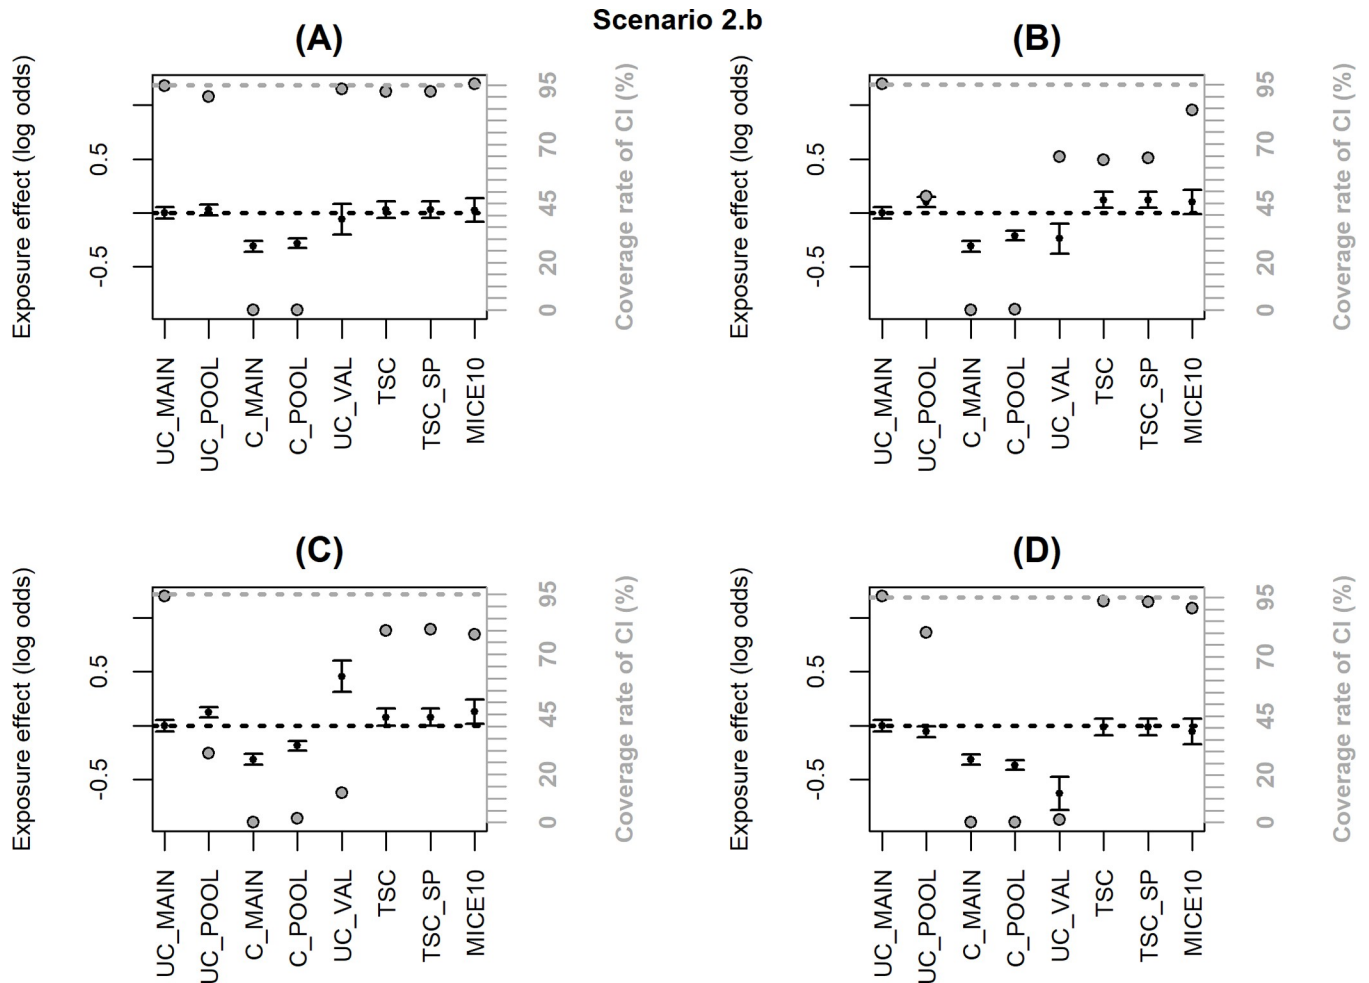 Scenario 2.b
(A)
Exposure effect (log odds)
0.5
-0.5
95
70
45
20
0
Coverage rate of CI (%)
UC_MAIN
UC_POOL
C_MAIN
C_POOL
UC_VAL
TSC
TSC_SP
MICE10
(B)
Exposure effect (log odds)
0.5
-0.5
95
70
45
20
0
Coverage rate of CI (%)
UC_MAIN
UC_POOL
C_MAIN
C_POOL
UC_VAL
TSC
TSC_SP
MICE10
(C)
Exposure effect (log odds)
0.5
-0.5
95
70
45
20
0
Coverage rate of CI (%)
UC_MAIN
UC_POOL
C_MAIN
C_POOL
UC_VAL
TSC
TSC_SP
MICE10
(D)
Exposure effect (log odds)
0.5
-0.5
95
70
45
20
0
Coverage rate of CI (%)
UC_MAIN
UC_POOL
C_MAIN
C_POOL
UC_VAL
TSC
TSC_SP
MICE10